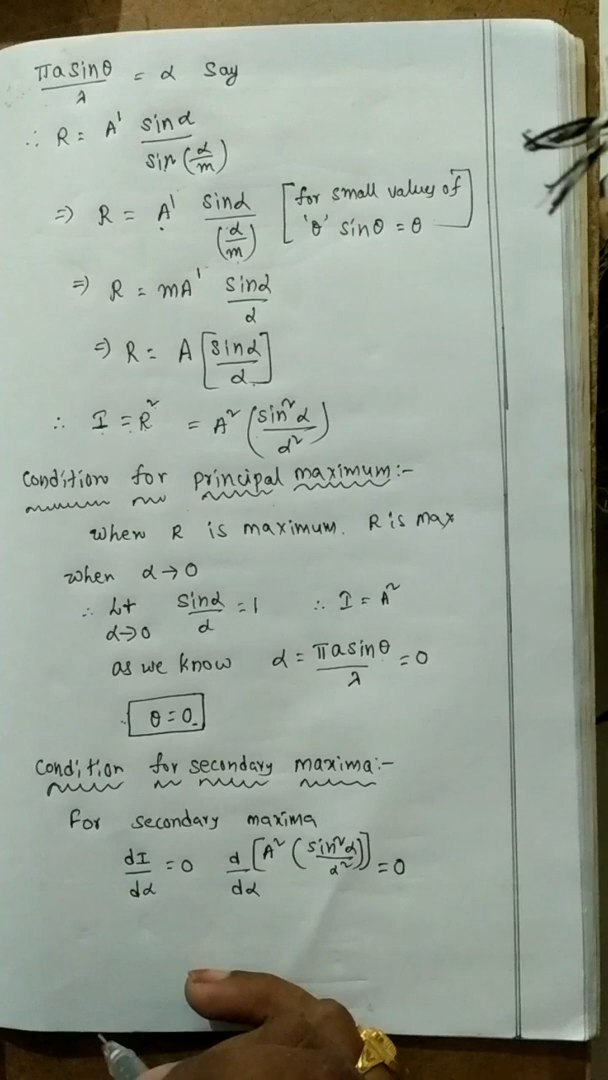 πa sinθ/λ = α say
∴ R = A' sinα/sin(α/m)
⇒ R = A' sinα/(α/m) [for small values of 'θ' sinθ = θ]
⇒ R = mA' sinα/α
⇒ R = A [sinα/α]
∴ I = R² = A² (sin²α/α²)
Condition for principal maximum:-
when R is maximum. R is max
when α → 0
∴ Lt α→0 sinα/α = 1 ∴ I = A²
as we know α = πa sinθ/λ = 0
θ = 0
Condition for secondary maxima:-
For secondary maxima
dI/dα = 0 d/dα [A² (sin²α/α²)] = 0